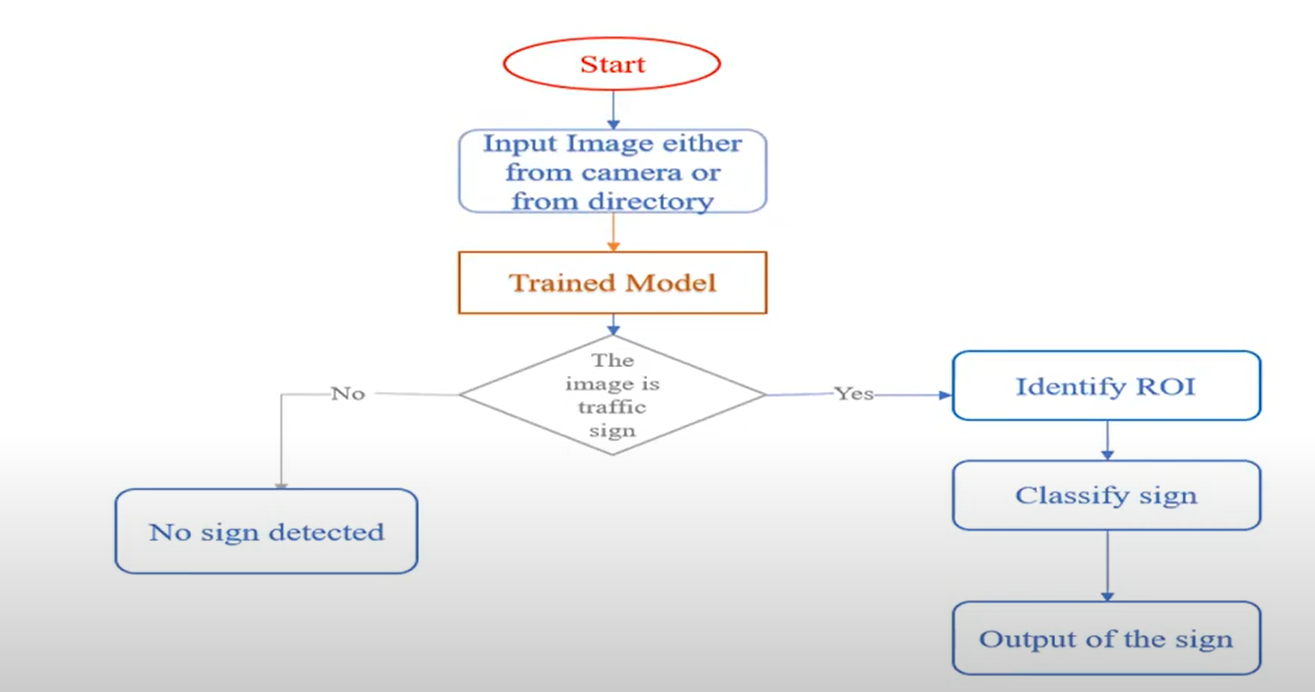 Start
Input Image either
from camera or
from directory
Trained Model
The
image is
traffic
sign
No
Yes
Identify ROI
Classify sign
No sign detected
Output of the sign